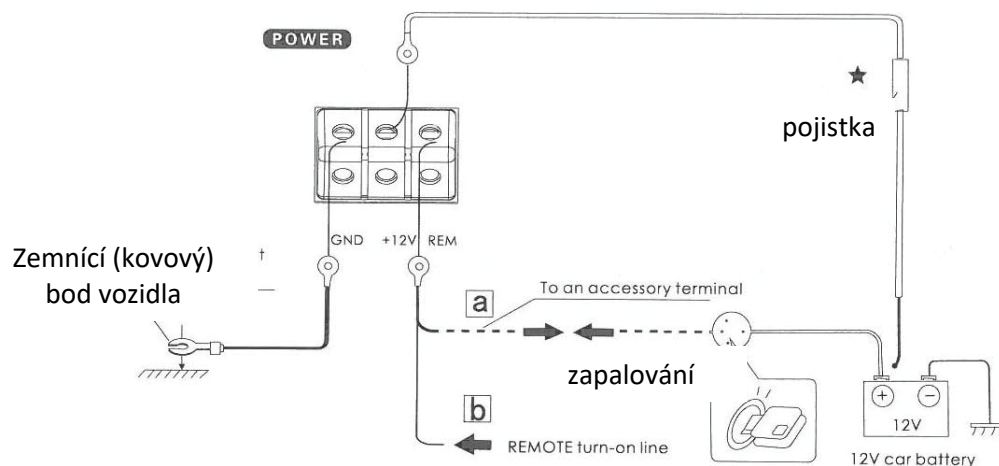 POWER
★
pojistka
GND +12V REM
Zemnící (kovový)
bod vozidla
†
a
To an accessory terminal
zapalování
b
REMOTE turn-on line
+ −
12V
12V car battery